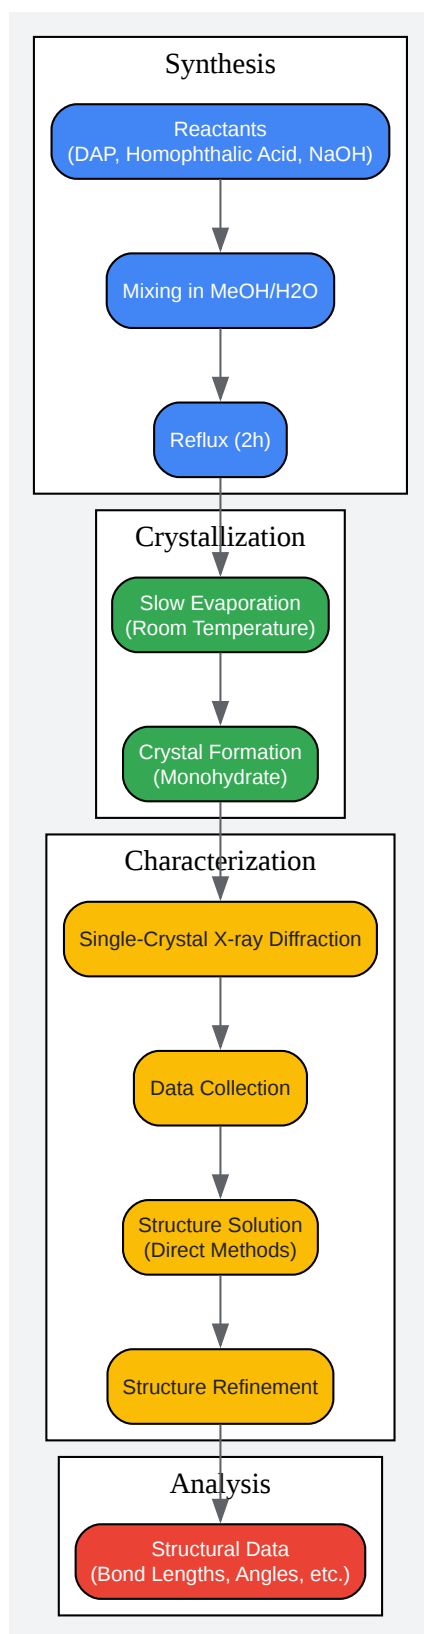 Synthesis
Reactants
(DAP, Homophthalic Acid, NaOH)
Mixing in MeOH/H2O
Reflux (2h)
Crystallization
Slow Evaporation
(Room Temperature)
Crystal Formation
(Monohydrate)
Characterization
Single-Crystal X-ray Diffraction
Data Collection
Structure Solution
(Direct Methods)
Structure Refinement
Analysis
Structural Data
(Bond Lengths, Angles, etc.)